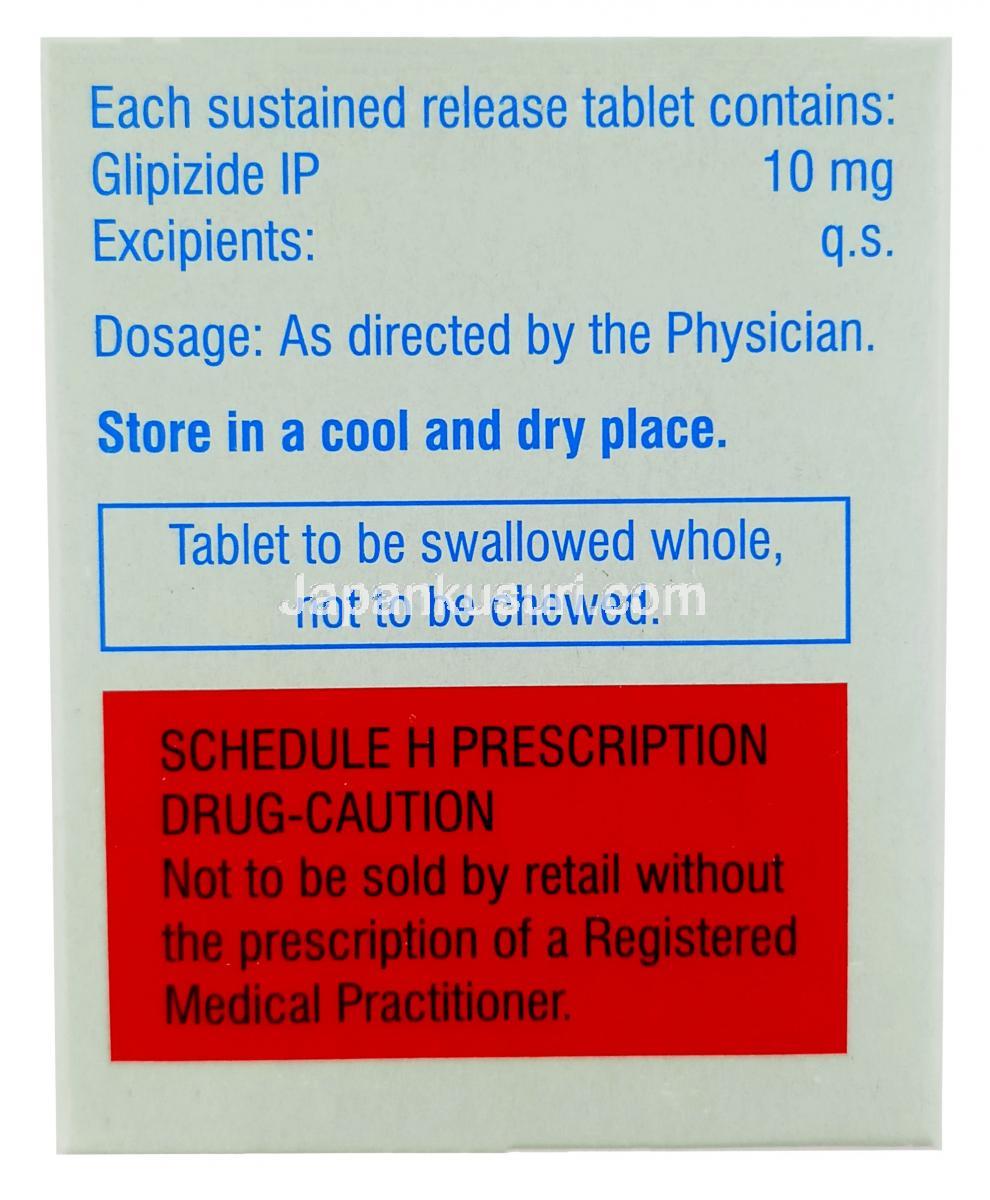 Each sustained release tablet contains:
Glipizide IP 10 mg
Excipients: q.s.
Dosage: As directed by the Physician.
Store in a cool and dry place.
Tablet to be swallowed whole,
not to be chewed.
Japankusuri.com
SCHEDULE H PRESCRIPTION
DRUG-CAUTION
Not to be sold by retail without
the prescription of a Registered
Medical Practitioner.